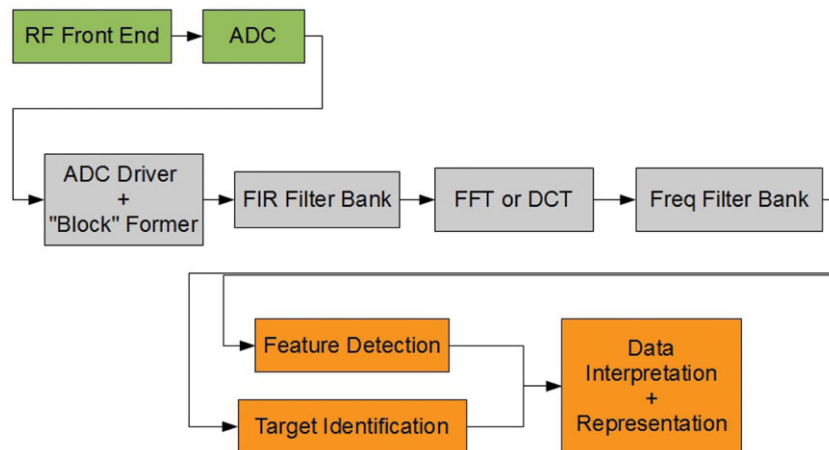 RF Front End
ADC
ADC Driver
+
"Block" Former
FIR Filter Bank
FFT or DCT
Freq Filter Bank
Feature Detection
Target Identification
Data
Interpretation
+
Representation